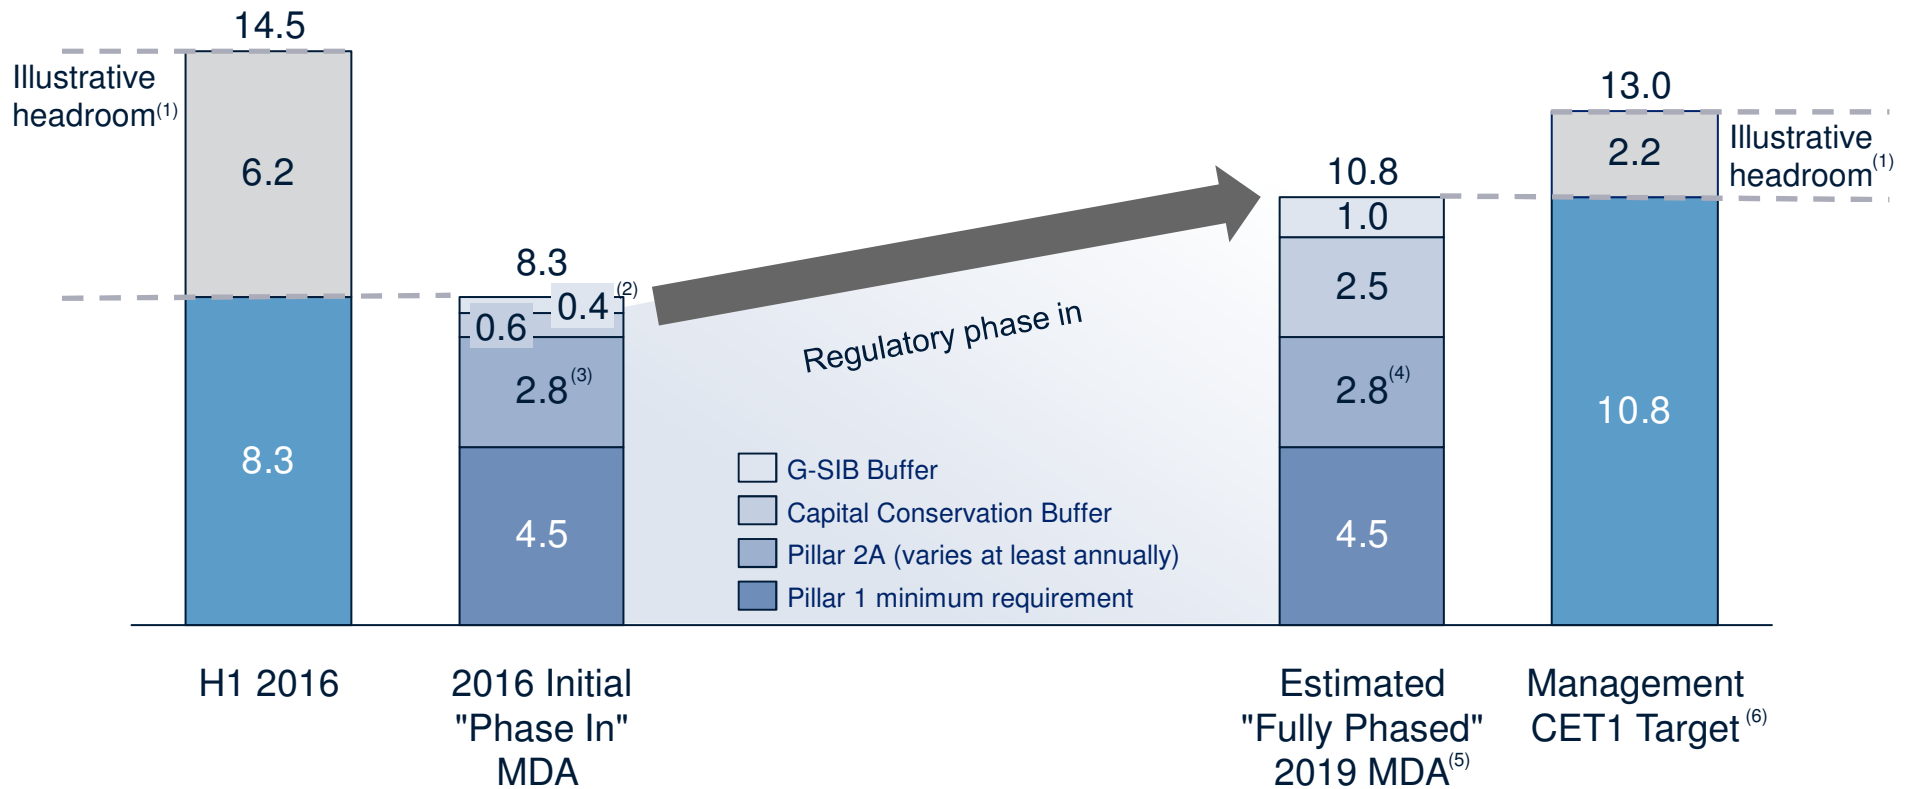 14.5
Illustrative
headroom(1)
6.2
8.3
H1 2016
8.3
0.4(2)
0.6
2.8(3)
4.5
2016 Initial
"Phase In"
MDA
Regulatory phase in
G-SIB Buffer
Capital Conservation Buffer
Pillar 2A (varies at least annually)
Pillar 1 minimum requirement
10.8
1.0
2.5
2.8(4)
4.5
Estimated
"Fully Phased"
2019 MDA(5)
13.0
2.2
Illustrative
headroom(1)
10.8
Management
CET1 Target(6)